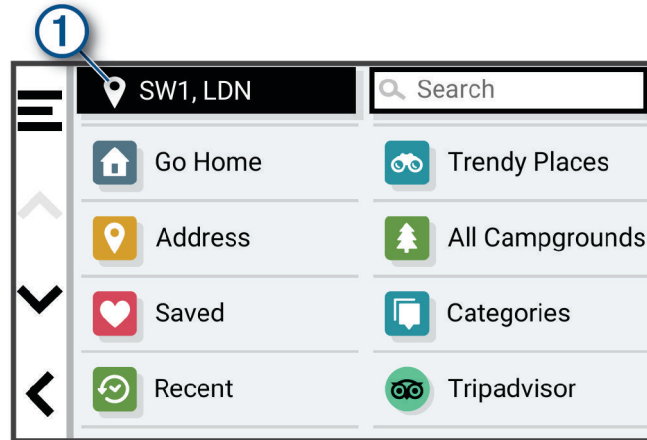 1
SW1, LDN
Search
Go Home
Trendy Places
Address
All Campgrounds
Saved
Categories
Recent
Tripadvisor